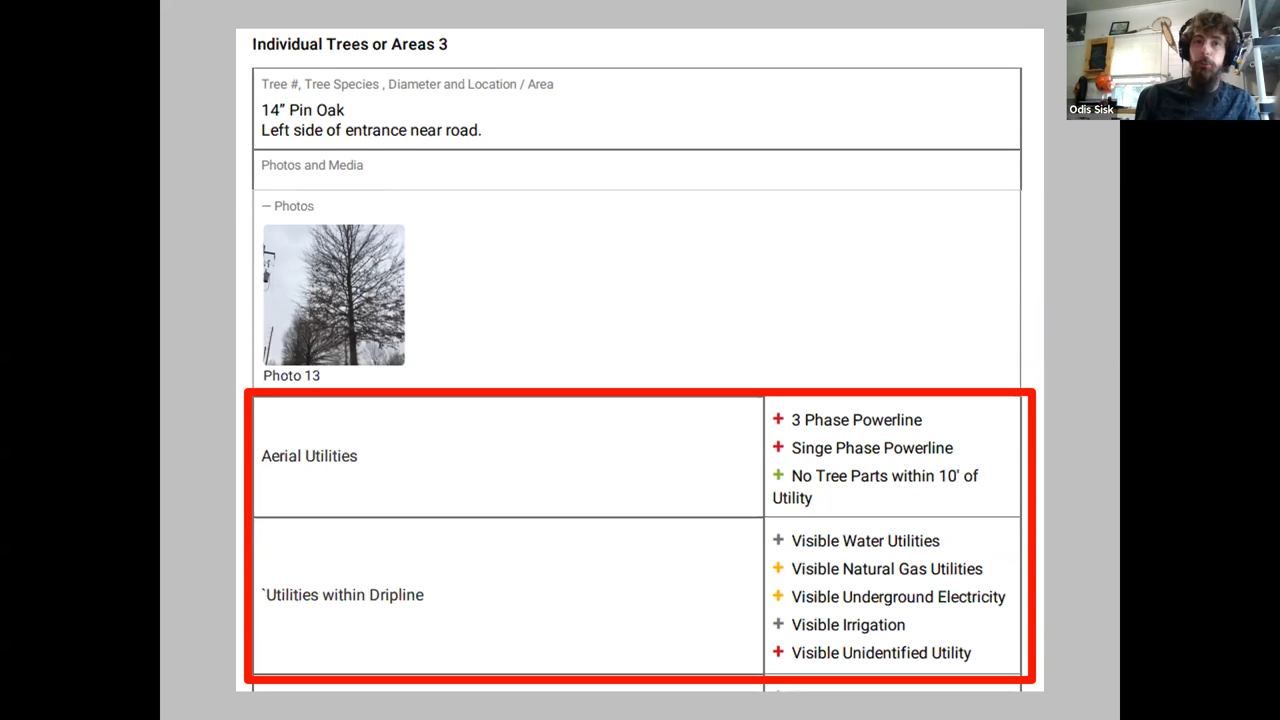 Individual Trees or Areas 3
Tree #, Tree Species , Diameter and Location / Area
14” Pin Oak
Left side of entrance near road.
Photos and Media
— Photos
Photo 13
Aerial Utilities
+ 3 Phase Powerline
+ Singe Phase Powerline
+ No Tree Parts within 10' of
Utility
`Utilities within Dripline
+ Visible Water Utilities
+ Visible Natural Gas Utilities
+ Visible Underground Electricity
+ Visible Irrigation
+ Visible Unidentified Utility
Odis Sisk